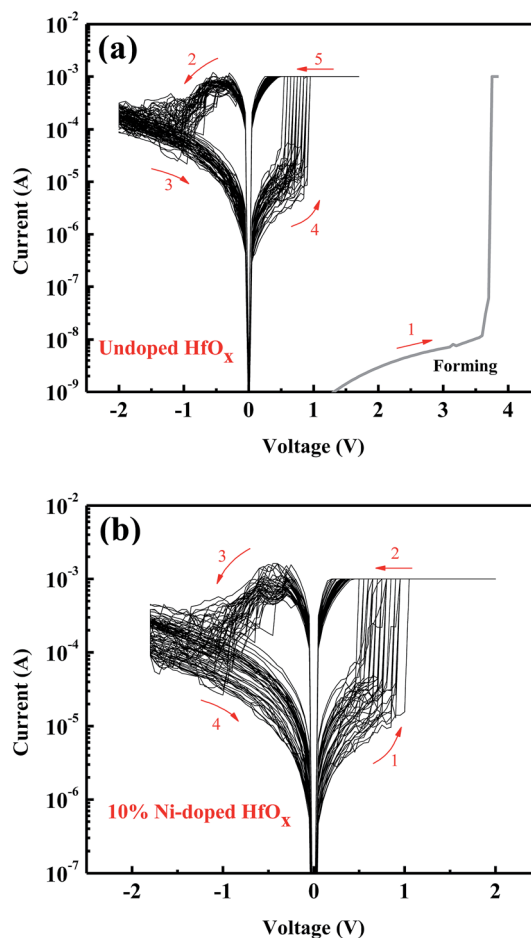 (a)
10⁻²
10⁻³
10⁻⁴
10⁻⁵
10⁻⁶
10⁻⁷
10⁻⁸
10⁻⁹
Current (A)
2
5
3
4
1
Undoped HfOₓ
Forming
-2 -1 0 1 2 3 4
Voltage (V)
(b)
10⁻²
10⁻³
10⁻⁴
10⁻⁵
10⁻⁶
10⁻⁷
Current (A)
3
2
4
1
10% Ni-doped HfOₓ
-2 -1 0 1 2
Voltage (V)